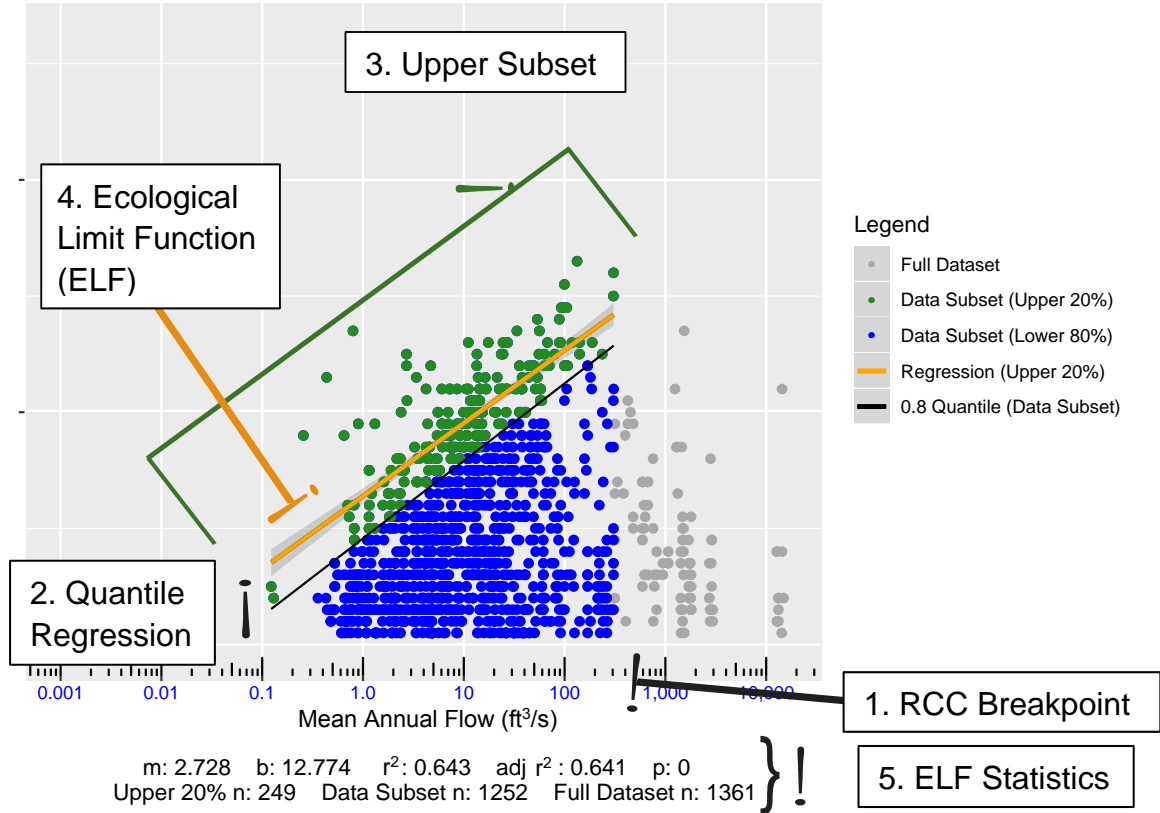 3. Upper Subset
4. Ecological
Limit Function
(ELF)
Legend
Full Dataset
Data Subset (Upper 20%)
Data Subset (Lower 80%)
Regression (Upper 20%)
0.8 Quantile (Data Subset)
2. Quantile
Regression
0.001 0.01 0.1 1.0 10 100 1,000 10,000
Mean Annual Flow (ft³/s)
1. RCC Breakpoint
m: 2.728 b: 12.774 r²: 0.643 adj r² : 0.641 p: 0
Upper 20% n: 249 Data Subset n: 1252 Full Dataset n: 1361
5. ELF Statistics